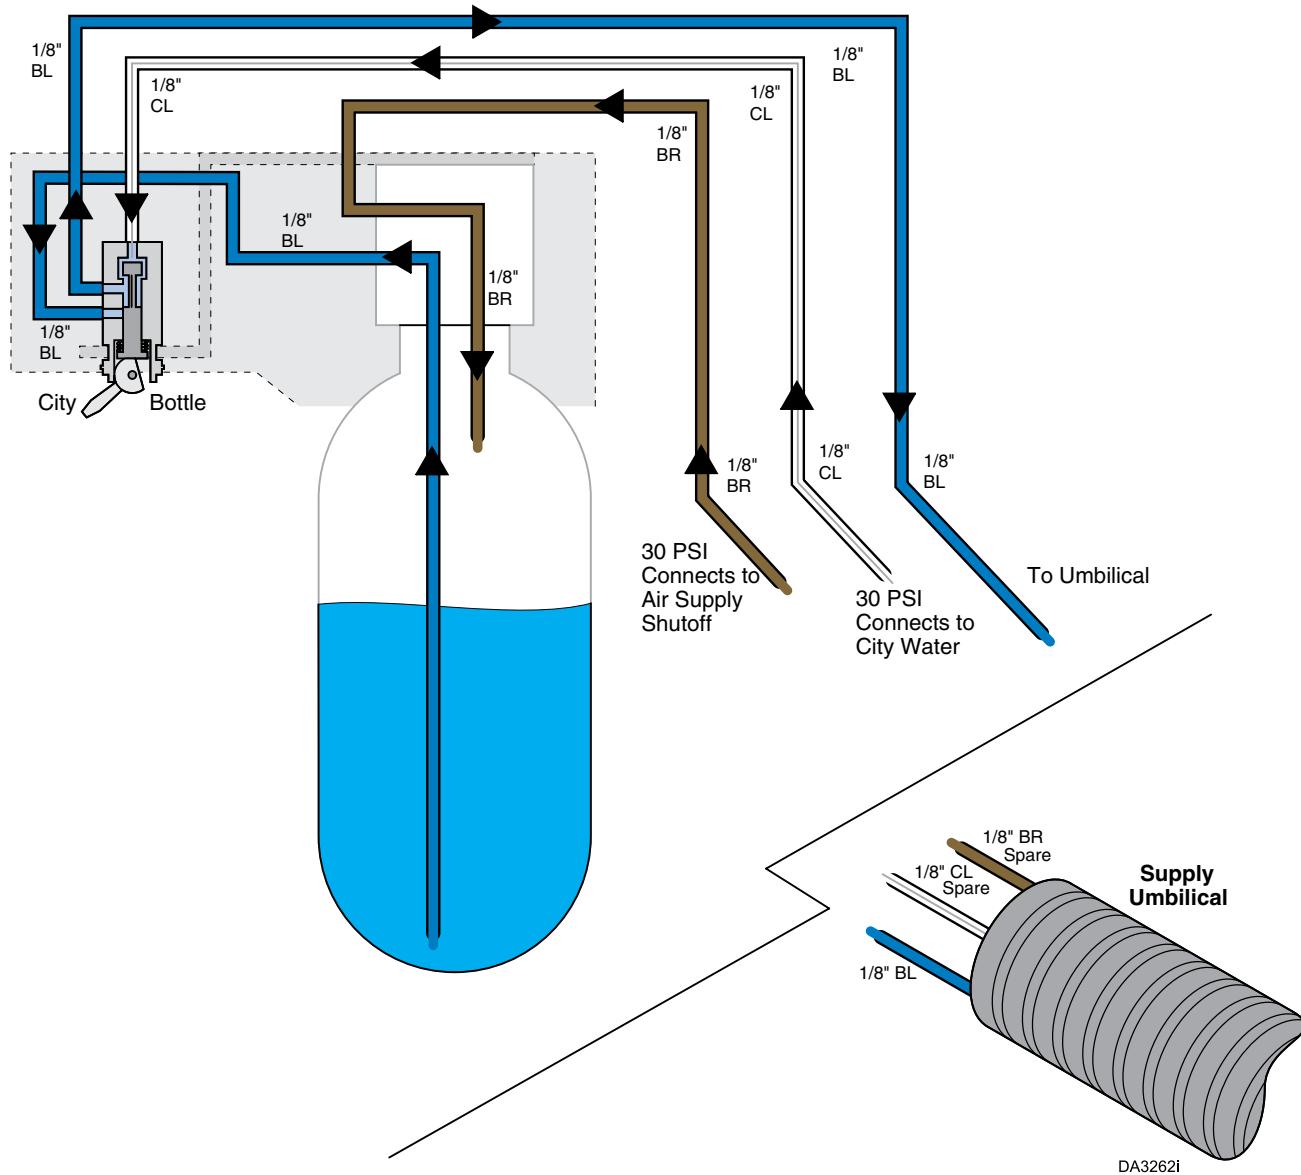 1/8"
BL
1/8"
CL
1/8"
BR
1/8"
CL
1/8"
BL
1/8"
BL
1/8"
BR
1/8"
BL
City
Bottle
1/8"
BR
1/8"
CL
1/8"
BL
30 PSI
Connects to
Air Supply
Shutoff
30 PSI
Connects to
City Water
To Umbilical
1/8" BR
Spare
1/8" CL
Spare
1/8" BL
Supply
Umbilical
DA3262i